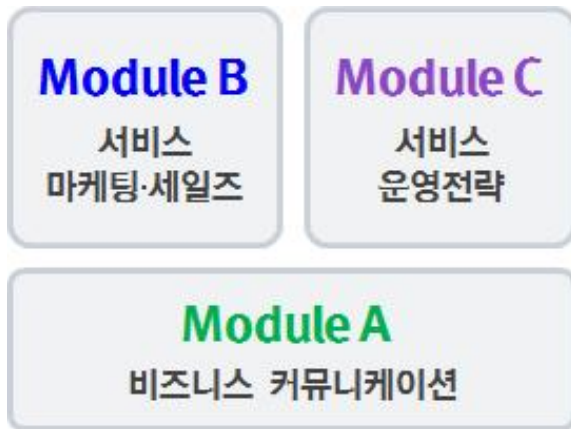 Module B
서비스
마케팅·세일즈
Module C
서비스
운영전략
Module A
비즈니스 커뮤니케이션